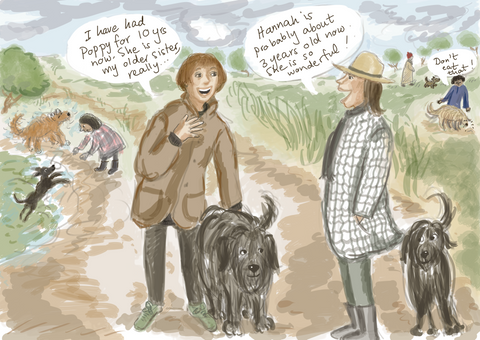 I have had
Poppy for 10 yrs
now. She is
my older sister,
really...
Hannah is
probably about
3 years old now.
She is so
wonderful!
Don't
eat
that!